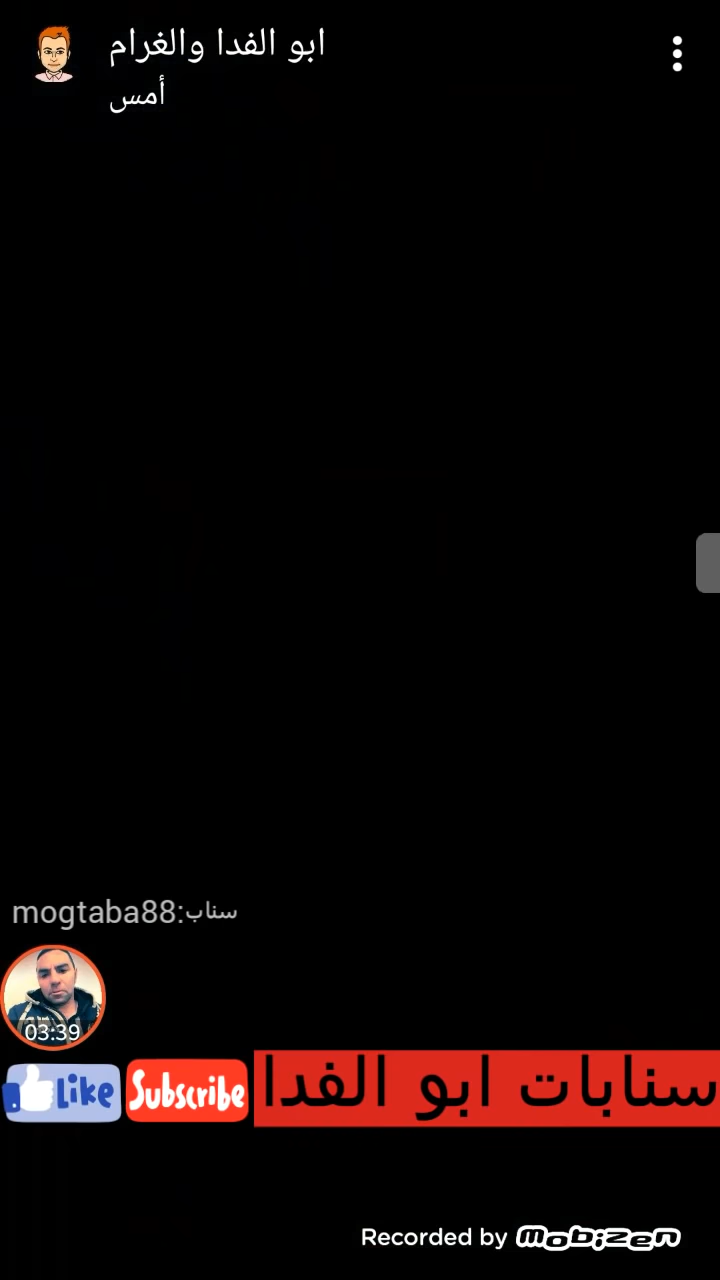 ابو الفدا والغرام
أمس
mogtaba88:سناب
03:39
Like
Subscribe
سنابات ابو الفدا
Recorded by mobizen